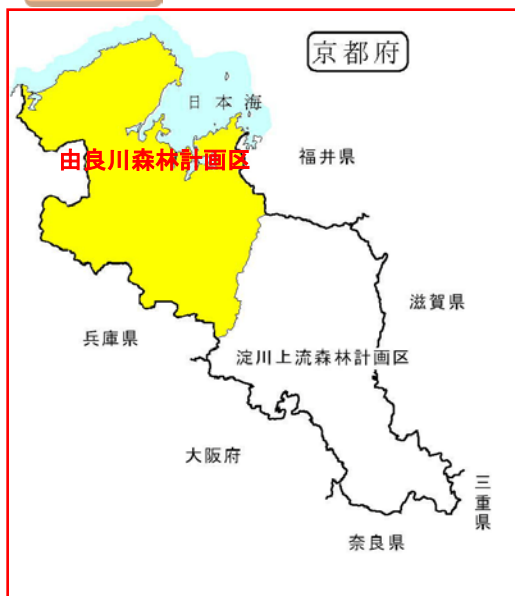 京都府
日本海
由良川森林計画区
福井県
滋賀県
兵庫県
淀川上流森林計画区
大阪府
三重県
奈良県